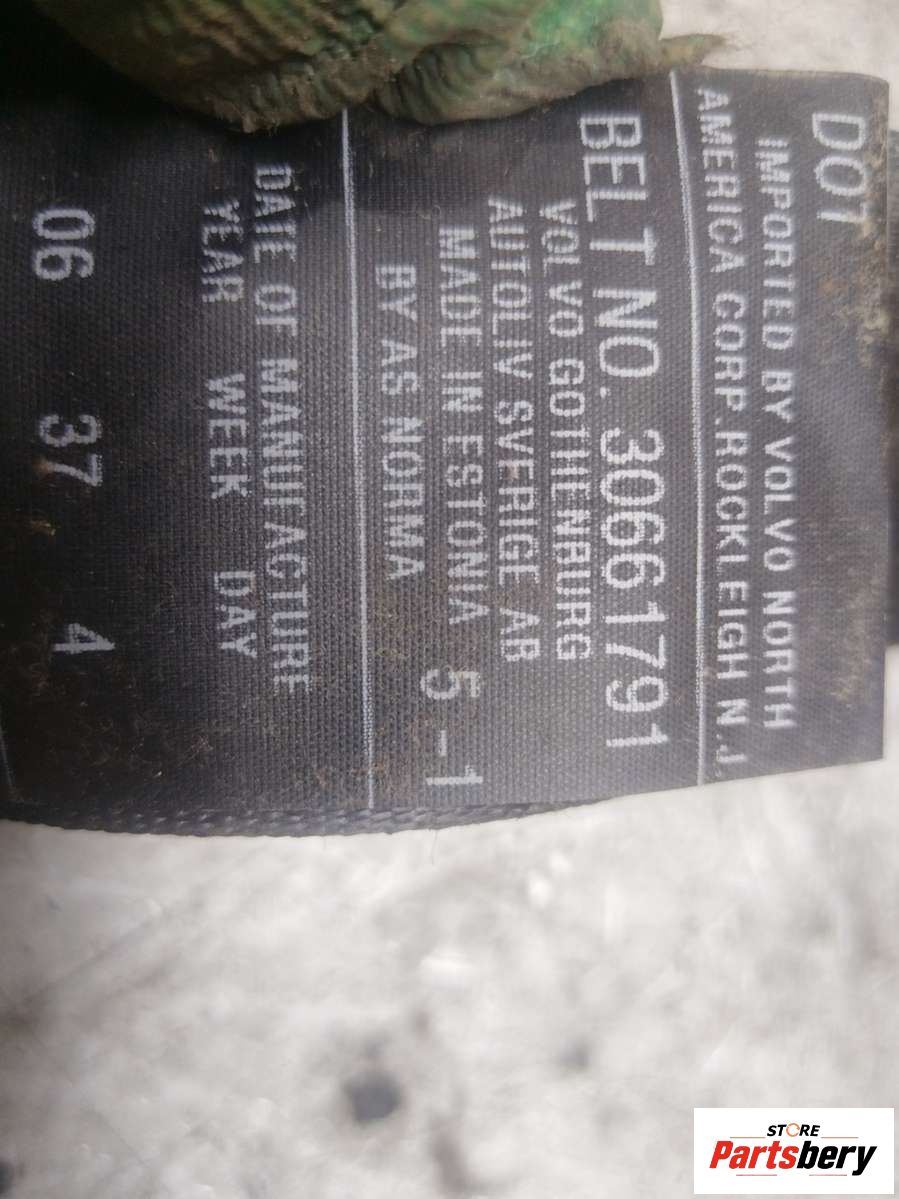 DOT
IMPORTED BY VOLVO NORTH
AMERICA CORP. ROCKLEIGH N.J.
BELT NO. 30661791
VOLVO GOTHENBURG
AUTOLIV SVERIGE AB
MADE IN ESTONIA 5-1
BY AS NORMA
DATE OF MANUFACTURE
YEAR WEEK DAY
06 37 4
STORE
Partsbery